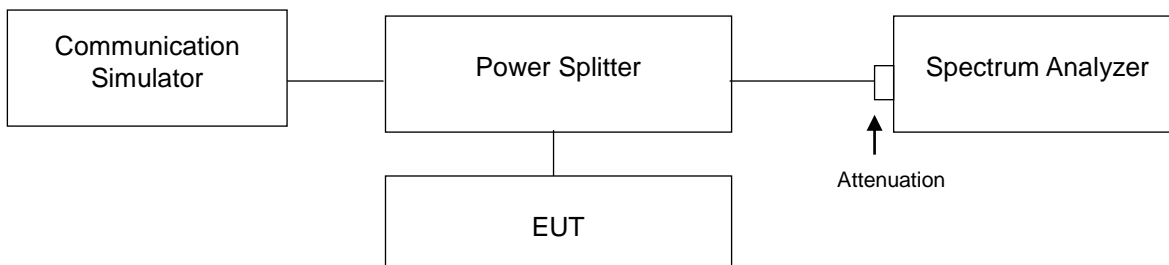 Communication
Simulator
Power Splitter
Spectrum Analyzer
Attenuation
EUT